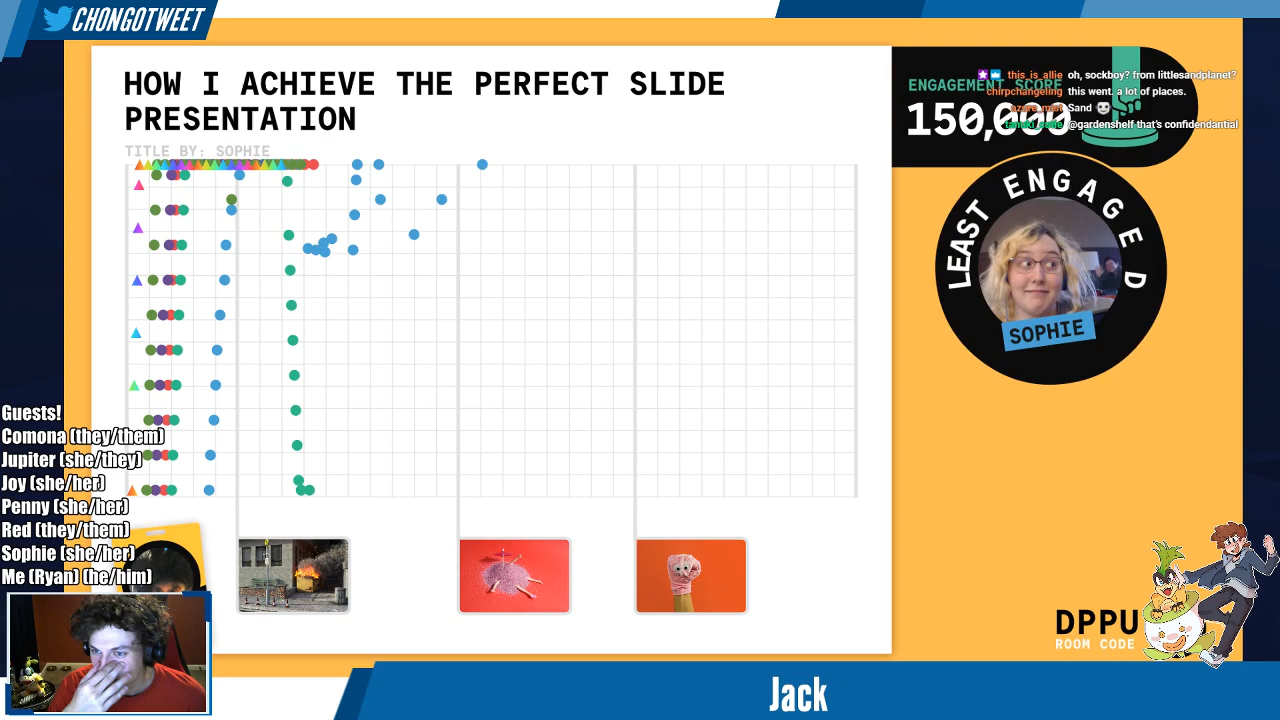 CHONGOTWEET
HOW I ACHIEVE THE PERFECT SLIDE
PRESENTATION
TITLE BY: SOPHIE
ENGAGEMENT SCORE
150,000
this_is_allie oh, sockboy? from littlesandplanet?
chirpchangeling this went. a lot of places.
Sand
@gardenshelf that's confidendantial
LEAST ENGAGED
SOPHIE
Guests!
Comona (they/them)
Jupiter (she/they)
Joy (she/her)
Penny (she/her)
Red (they/them)
Sophie (she/her)
Me (Ryan) (he/him)
DPPU
ROOM CODE
Jack